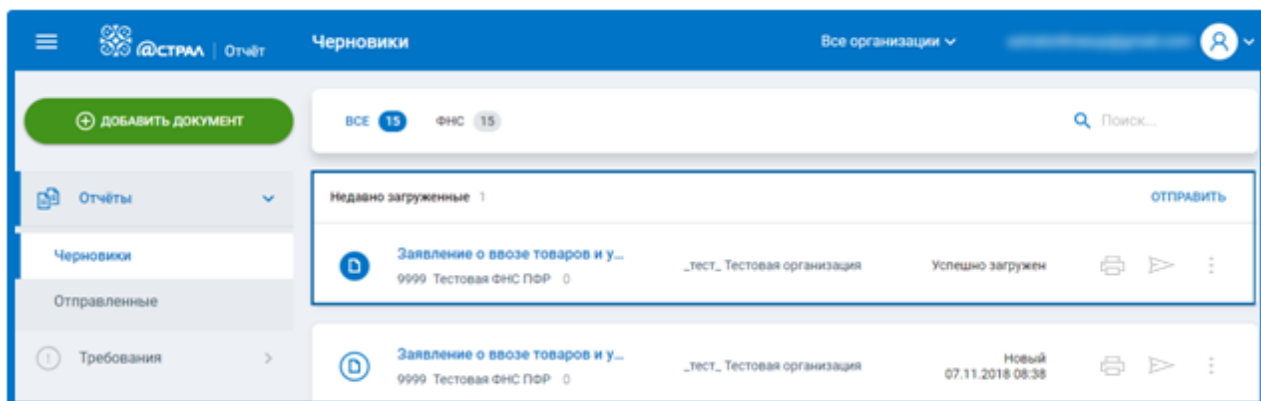 @СТРАЛ | Отчёт
Черновики
Все организации
ДОБАВИТЬ ДОКУМЕНТ
ВСЕ 15 ФНС 15
Поиск...
Отчёты
Черновики
Отправленные
Требования
Недавно загруженные 1
ОТПРАВИТЬ
Заявление о ввозе товаров и у...
9999 Тестовая ФНС ПФР 0
_тест_ Тестовая организация
Успешно загружен
Заявление о ввозе товаров и у...
9999 Тестовая ФНС ПФР 0
_тест_ Тестовая организация
Новый
07.11.2018 08:38